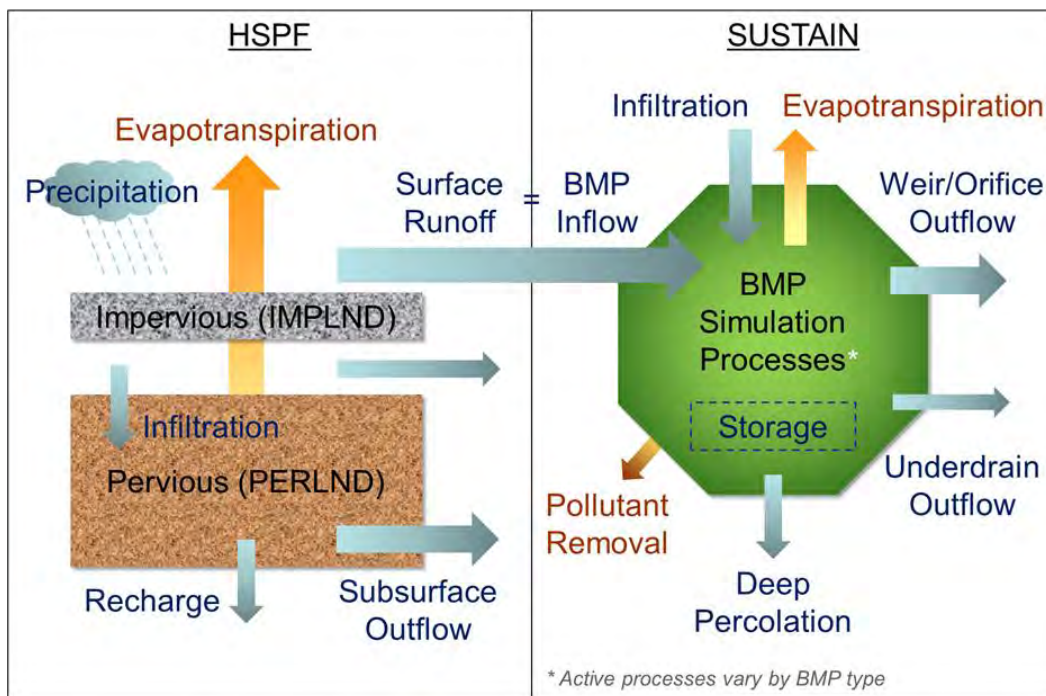 HSPF
Evapotranspiration
Precipitation
Surface
Runoff
=
Impervious (IMPLND)
Infiltration
Pervious (PERLND)
Recharge
Subsurface
Outflow
SUSTAIN
Infiltration
Evapotranspiration
BMP
Inflow
Weir/Orifice
Outflow
BMP
Simulation
Processes*
Storage
Underdrain
Outflow
Pollutant
Removal
Deep
Percolation
* Active processes vary by BMP type